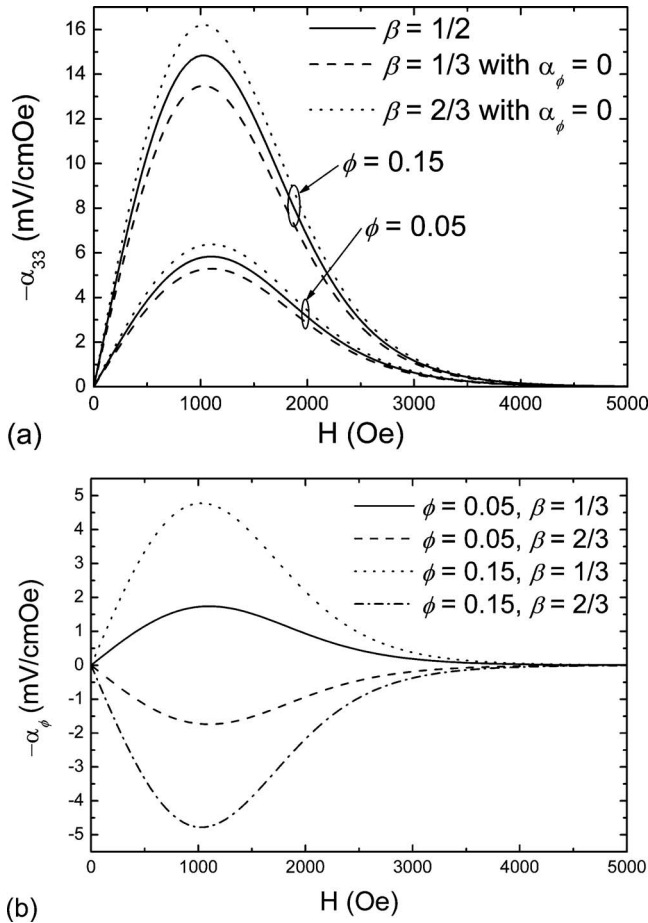 16
14
12
10
8
6
4
2
0
−α33 (mV/cmOe)
β = 1/2
β = 1/3 with αϕ = 0
β = 2/3 with αϕ = 0
ϕ = 0.15
ϕ = 0.05
0 1000 2000 3000 4000 5000
(a) H (Oe)
5
4
3
2
1
0
-1
-2
-3
-4
-5
−αϕ (mV/cmOe)
ϕ = 0.05, β = 1/3
ϕ = 0.05, β = 2/3
ϕ = 0.15, β = 1/3
ϕ = 0.15, β = 2/3
0 1000 2000 3000 4000 5000
(b) H (Oe)